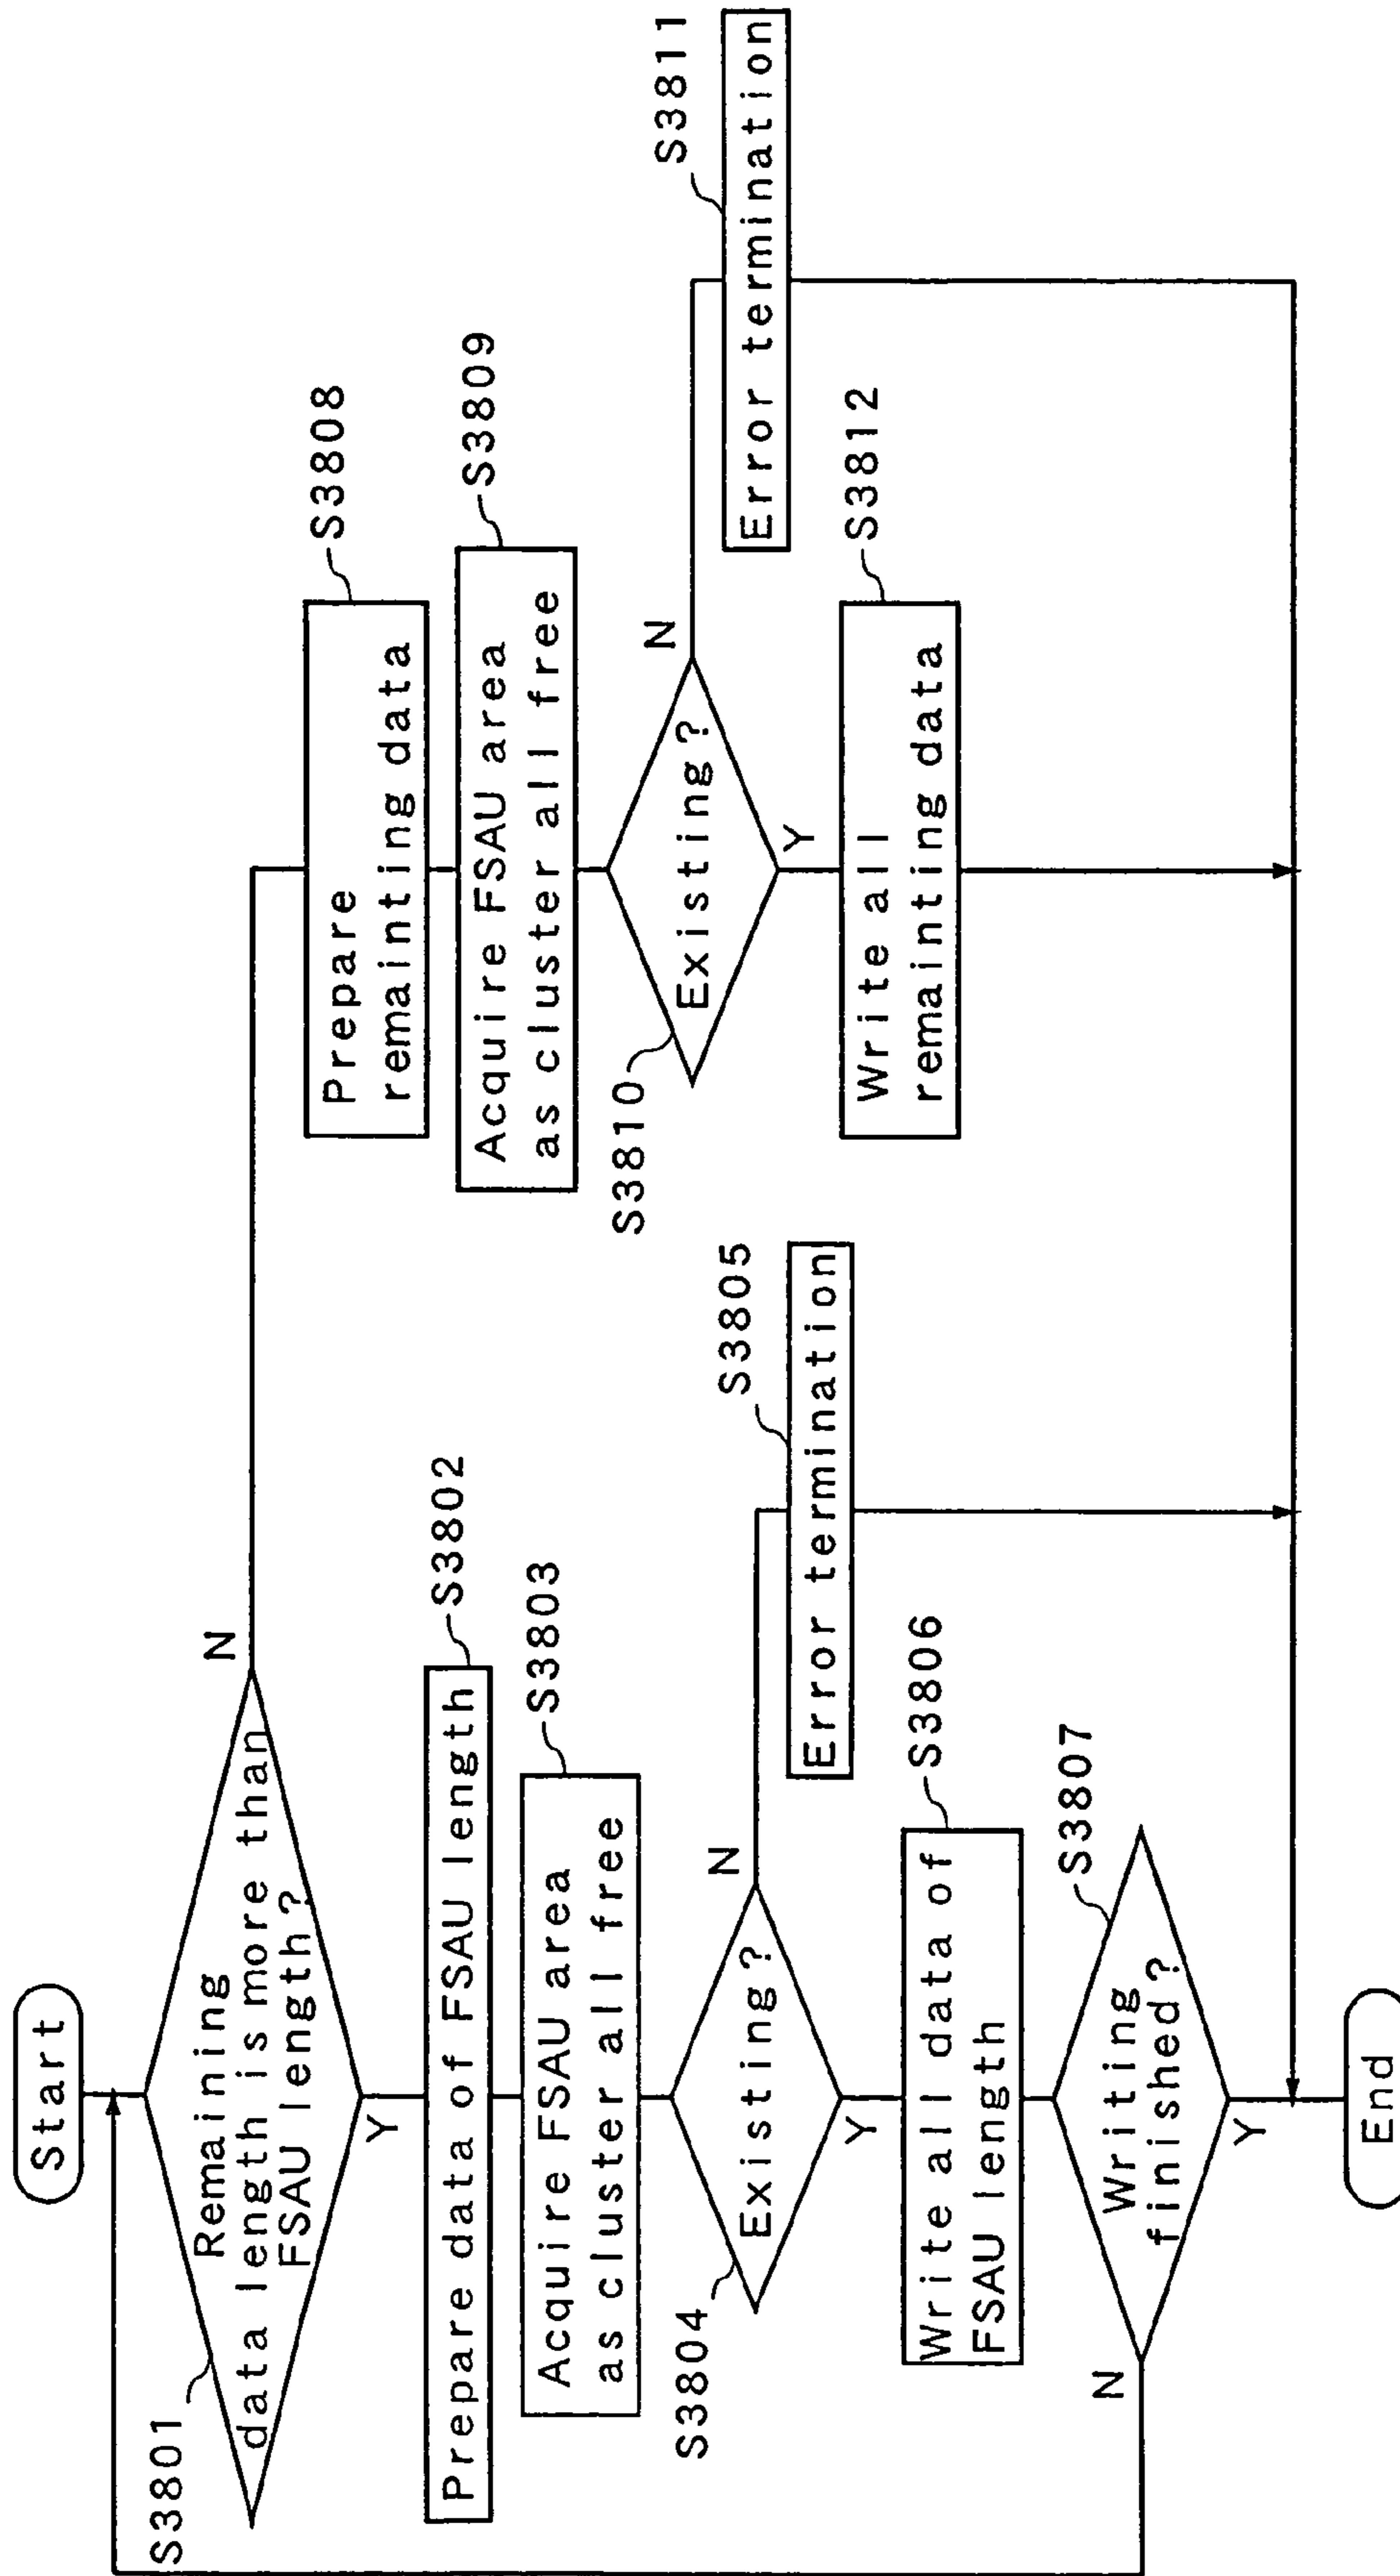 Start
S3801
Remaining
data length is more than
FSAU length?
N
Y
Prepare data of FSAU length
S3802
Acquire FSAU area
as cluster all free
S3803
S3804
Existing?
N
Y
S3805
Error termination
Write all data of
FSAU length
S3806
Writing
finished?
S3807
N
Y
End
Prepare
remainting data
S3808
Acquire FSAU area
as cluster all free
S3809
S3810
Existing?
N
Y
S3811
Error termination
Write all
remainting data
S3812